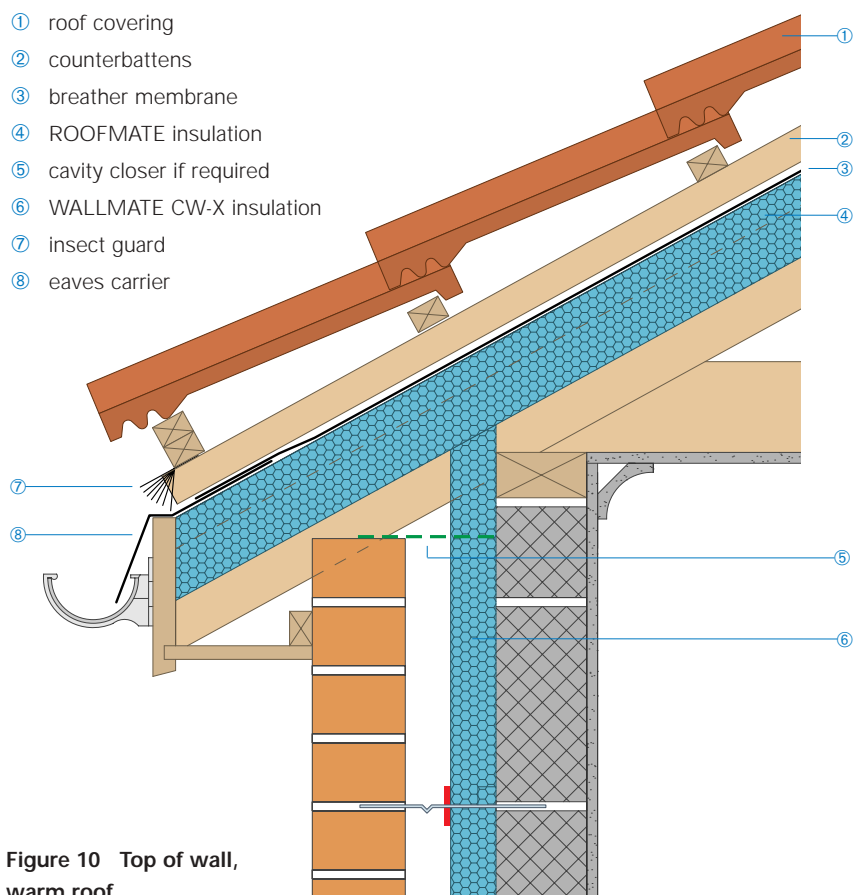 ① roof covering
② counterbattens
③ breather membrane
④ ROOFMATE insulation
⑤ cavity closer if required
⑥ WALLMATE CW-X insulation
⑦ insect guard
⑧ eaves carrier
①
②
③
④
⑦
⑧
⑤
⑥
Figure 10 Top of wall,
warm roof